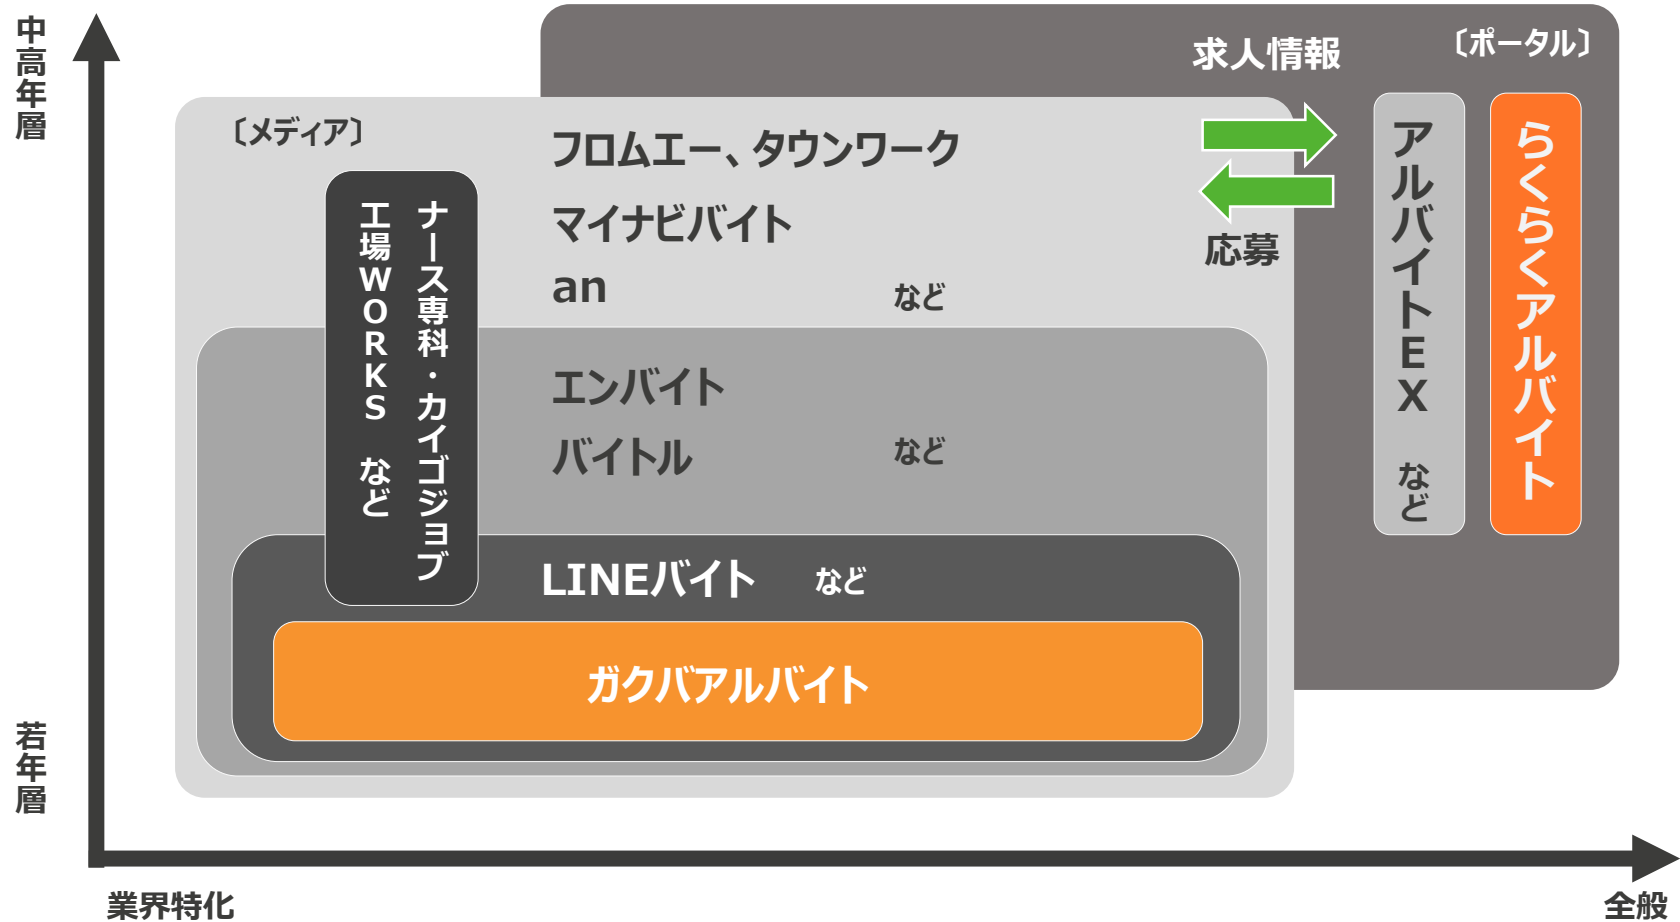 中高年層
〔ポータル〕
求人情報
〔メディア〕
フロムエー、タウンワーク
マイナビバイト
an
など
応募
ナース専科・カイゴジョブ
工場WORKS など
アルバイトEX など
らくらくアルバイト
エンバイト
バイトル
など
LINEバイト など
ガクバアルバイト
若年層
業界特化
全般